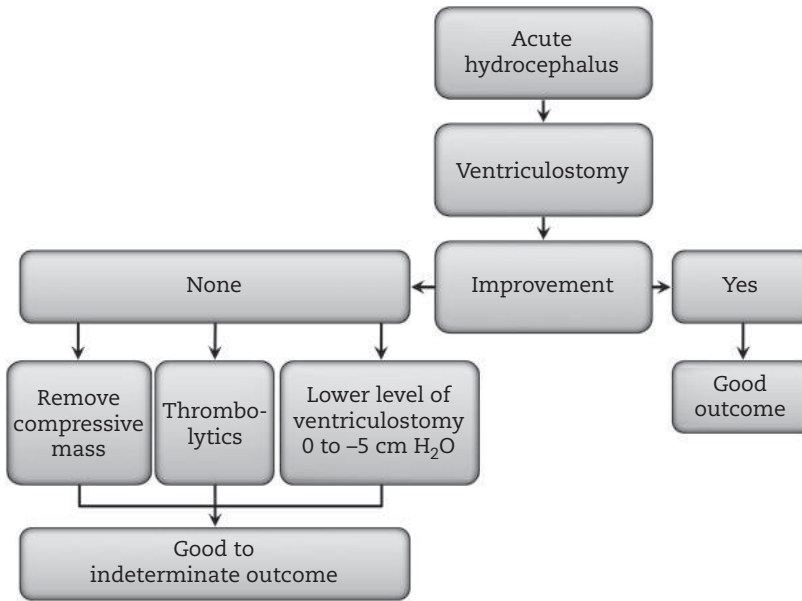 Acute
hydrocephalus
Ventriculostomy
None
Improvement
Yes
Remove
compressive
mass
Thrombo-
lytics
Lower level of
ventriculostomy
0 to –5 cm H₂O
Good
outcome
Good to
indeterminate outcome